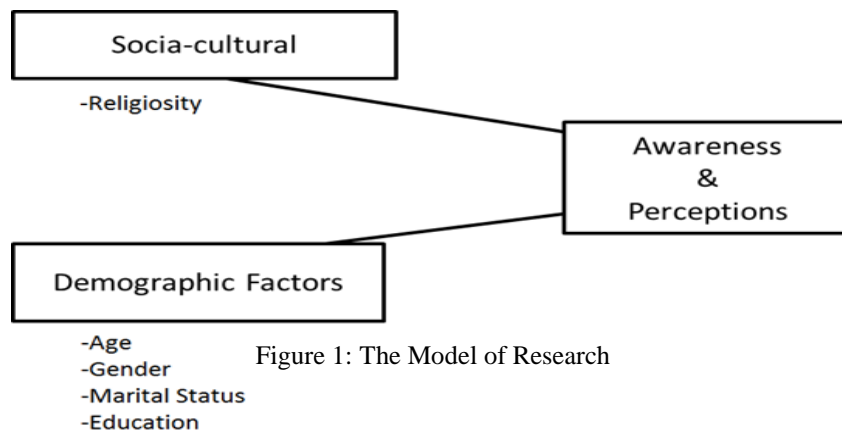 Socia-cultural
-Religiosity
Awareness
&
Perceptions
Demographic Factors
-Age
-Gender
-Marital Status
-Education
Figure 1: The Model of Research